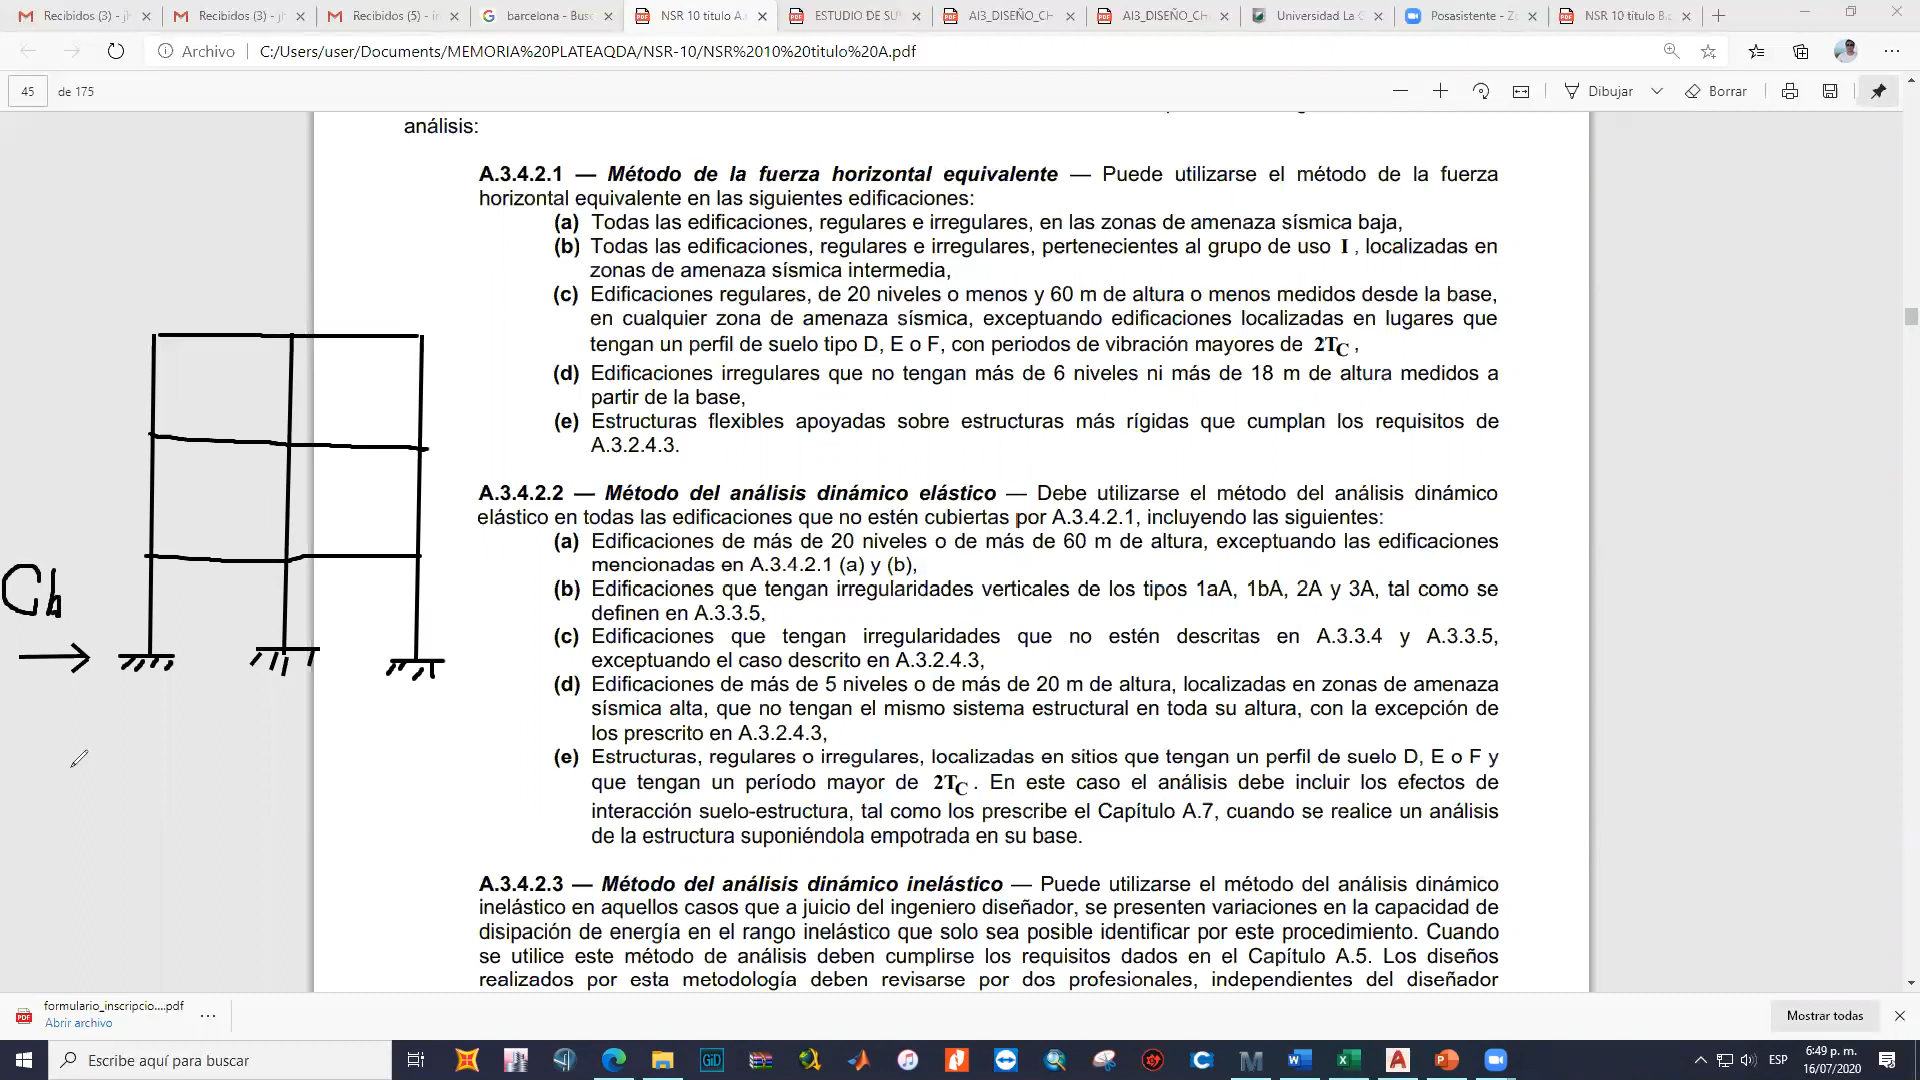 Recibidos (3) - jh
Recibidos (3) - jh
Recibidos (5) - in
barcelona - Bus
NSR 10 titulo A.
ESTUDIO DE SU
AI3_DISEÑO_CH
AI3_DISEÑO_CH
Universidad La G
Posasistente - Zo
NSR 10 titulo B.
Archivo
C:/Users/user/Documents/MEMORIA%20PLATEAQDA/NSR-10/NSR%2010%20titulo%20A.pdf
45
de 175
Dibujar
Borrar
análisis:
A.3.4.2.1 — Método de la fuerza horizontal equivalente — Puede utilizarse el método de la fuerza
horizontal equivalente en las siguientes edificaciones:
(a) Todas las edificaciones, regulares e irregulares, en las zonas de amenaza sísmica baja,
(b) Todas las edificaciones, regulares e irregulares, pertenecientes al grupo de uso I, localizadas en
zonas de amenaza sísmica intermedia,
(c) Edificaciones regulares, de 20 niveles o menos y 60 m de altura o menos medidos desde la base,
en cualquier zona de amenaza sísmica, exceptuando edificaciones localizadas en lugares que
tengan un perfil de suelo tipo D, E o F, con periodos de vibración mayores de 2TC,
(d) Edificaciones irregulares que no tengan más de 6 niveles ni más de 18 m de altura medidos a
partir de la base,
(e) Estructuras flexibles apoyadas sobre estructuras más rígidas que cumplan los requisitos de
A.3.2.4.3.
A.3.4.2.2 — Método del análisis dinámico elástico — Debe utilizarse el método del análisis dinámico
elástico en todas las edificaciones que no estén cubiertas por A.3.4.2.1, incluyendo las siguientes:
(a) Edificaciones de más de 20 niveles o de más de 60 m de altura, exceptuando las edificaciones
mencionadas en A.3.4.2.1 (a) y (b),
(b) Edificaciones que tengan irregularidades verticales de los tipos 1aA, 1bA, 2A y 3A, tal como se
definen en A.3.3.5,
(c) Edificaciones que tengan irregularidades que no estén descritas en A.3.3.4 y A.3.3.5,
exceptuando el caso descrito en A.3.2.4.3,
(d) Edificaciones de más de 5 niveles o de más de 20 m de altura, localizadas en zonas de amenaza
sísmica alta, que no tengan el mismo sistema estructural en toda su altura, con la excepción de
los prescrito en A.3.2.4.3,
(e) Estructuras, regulares o irregulares, localizadas en sitios que tengan un perfil de suelo D, E o F y
que tengan un período mayor de 2TC. En este caso el análisis debe incluir los efectos de
interacción suelo-estructura, tal como los prescribe el Capítulo A.7, cuando se realice un análisis
de la estructura suponiéndola empotrada en su base.
A.3.4.2.3 — Método del análisis dinámico inelástico — Puede utilizarse el método del análisis dinámico
inelástico en aquellos casos que a juicio del ingeniero diseñador, se presenten variaciones en la capacidad de
disipación de energía en el rango inelástico que solo sea posible identificar por este procedimiento. Cuando
se utilice este método de análisis deben cumplirse los requisitos dados en el Capítulo A.5. Los diseños
realizados por esta metodología deben revisarse por dos profesionales, independientes del diseñador
formulario_inscripcio....pdf
Abrir archivo
Mostrar todas
Escribe aquí para buscar
GiD
ESP
6:49 p. m.
16/07/2020